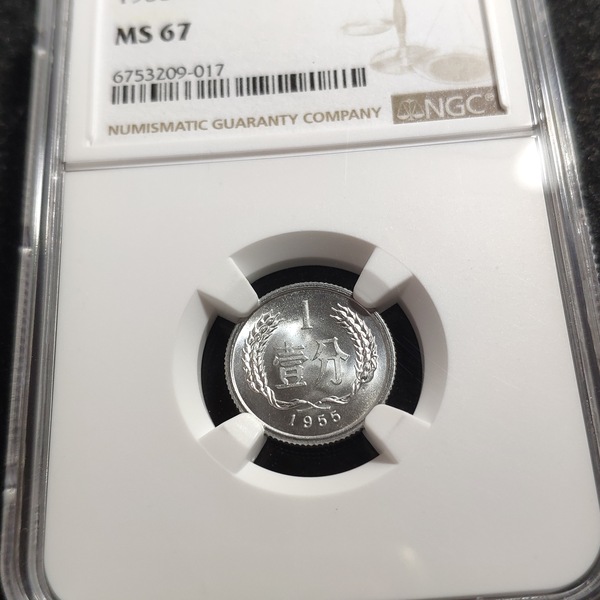 MS 67
6753209-017
NUMISMATIC GUARANTY COMPANY
NGC
1
壹分
1955